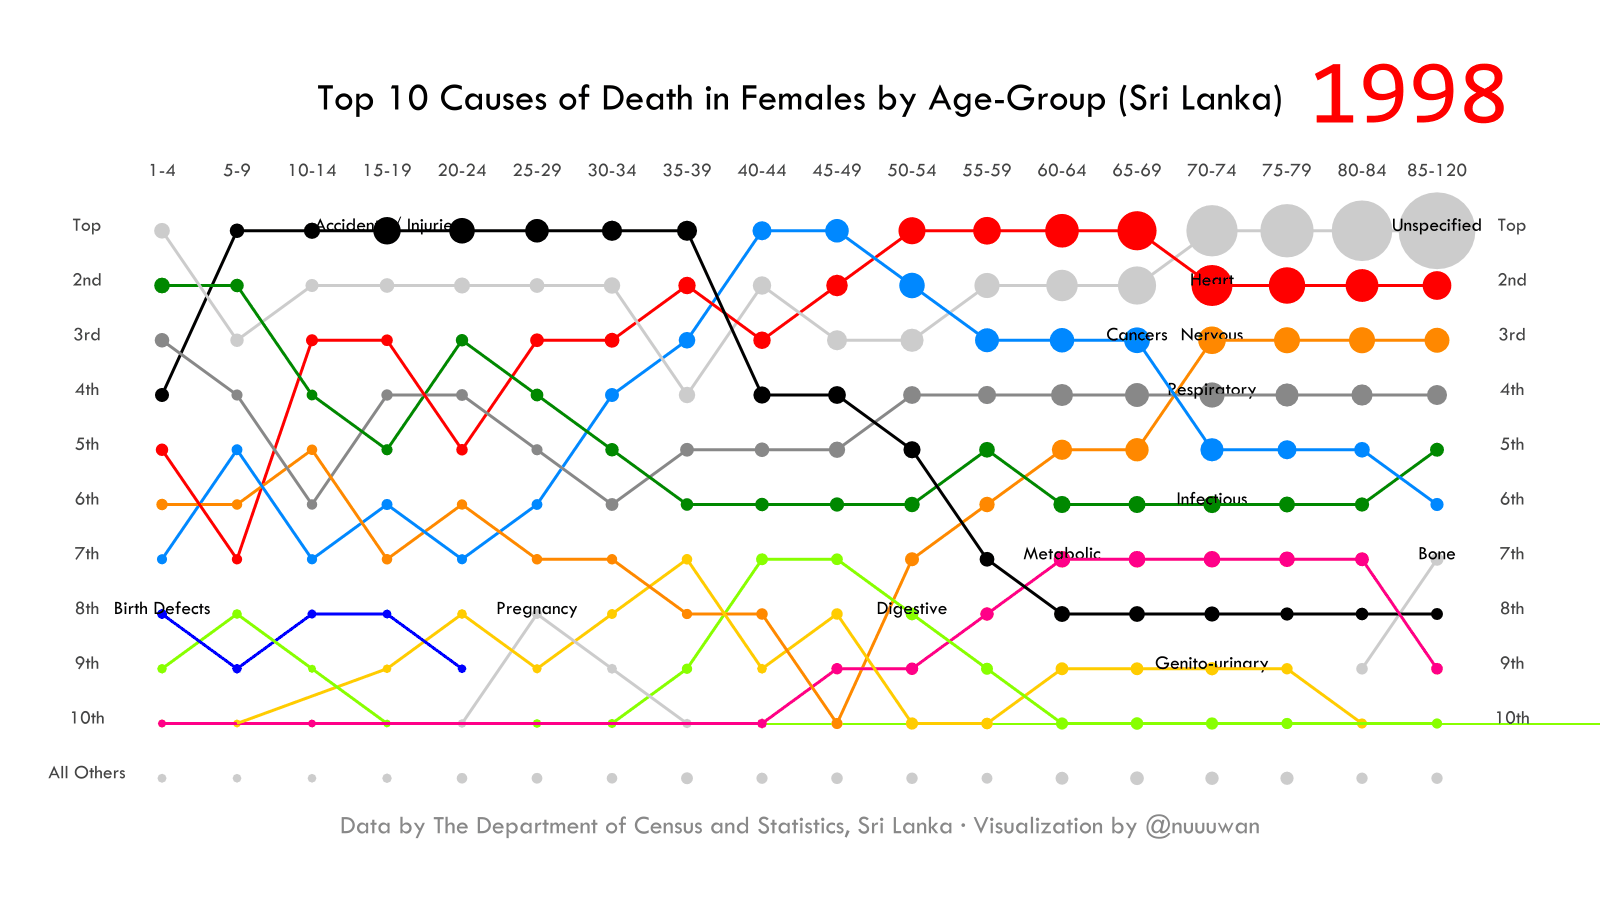 Top 10 Causes of Death in Females by Age-Group (Sri Lanka) 1998
1-4 5-9 10-14 15-19 20-24 25-29 30-34 35-39 40-44 45-49 50-54 55-59 60-64 65-69 70-74 75-79 80-84 85-120
Top Accidents / Injuries Unspecified Top
2nd Heart 2nd
3rd Cancers Nervous 3rd
4th Respiratory 4th
5th 5th
6th Infectious 6th
7th Metabolic Bone 7th
8th Birth Defects Pregnancy Digestive 8th
9th Genito-urinary 9th
10th 10th
All Others
Data by The Department of Census and Statistics, Sri Lanka · Visualization by @nuuuwan